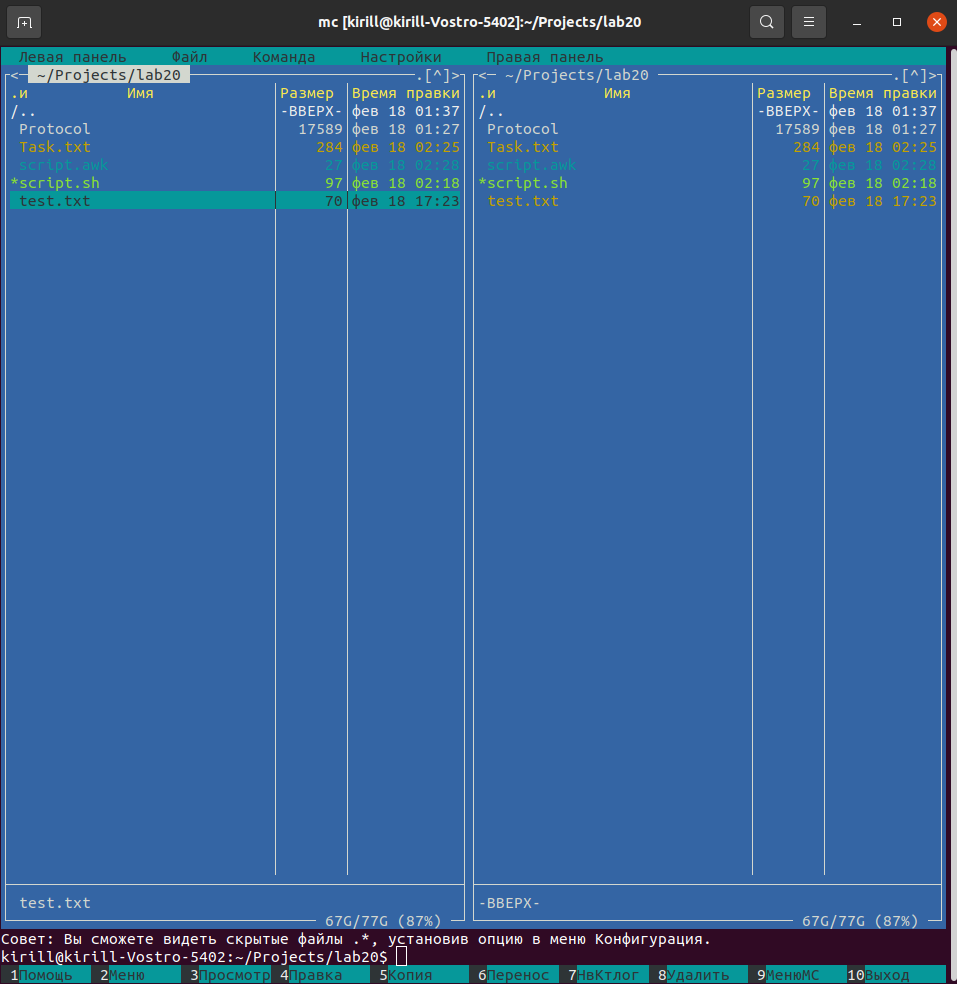 mc [kirill@kirill-Vostro-5402]:~/Projects/lab20
Левая панель Файл Команда Настройки Правая панель
<─ ~/Projects/lab20 .[^]> <─ ~/Projects/lab20 .[^]>
.и Имя Размер Время правки .и Имя Размер Время правки
/.. -ВВЕРХ- фев 18 01:37 /.. -ВВЕРХ- фев 18 01:37
Protocol 17589 фев 18 01:27 Protocol 17589 фев 18 01:27
Task.txt 284 фев 18 02:25 Task.txt 284 фев 18 02:25
script.awk 27 фев 18 02:28 script.awk 27 фев 18 02:28
*script.sh 97 фев 18 02:18 *script.sh 97 фев 18 02:18
test.txt 70 фев 18 17:23 test.txt 70 фев 18 17:23
test.txt -ВВЕРХ-
67G/77G (87%) 67G/77G (87%)
Совет: Вы сможете видеть скрытые файлы .*, установив опцию в меню Конфигурация.
kirill@kirill-Vostro-5402:~/Projects/lab20$
1Помощь 2Меню 3Просмотр 4Правка 5Копия 6Перенос 7НвКтлог 8Удалить 9МенюМС 10Выход